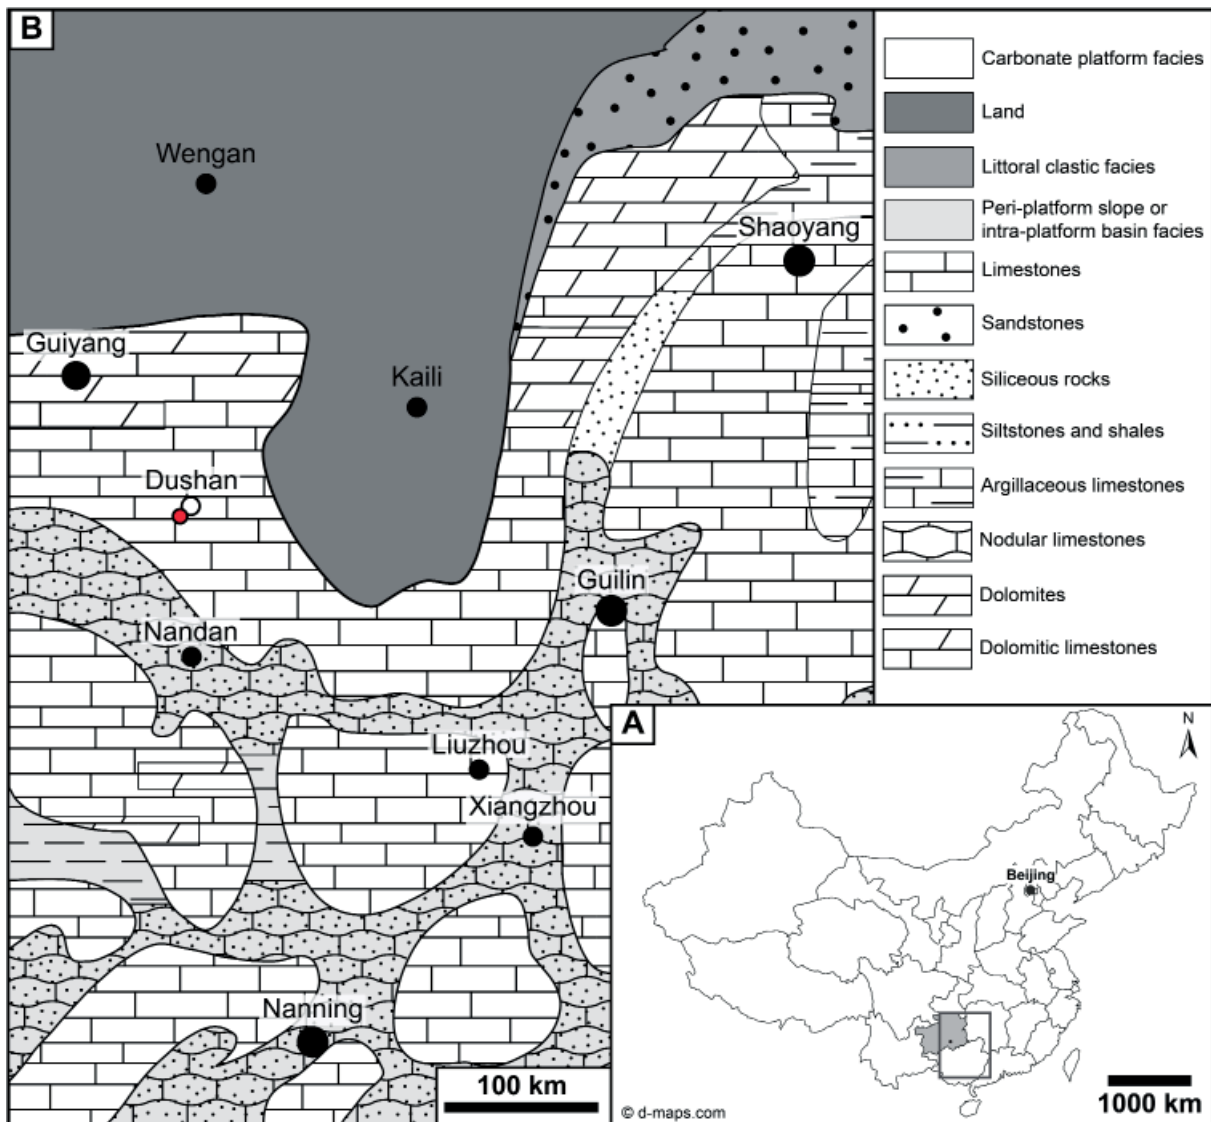 B
Wengan
Shaoyang
Guiyang
Kaili
Dushan
Guilin
Nandan
Liuzhou
Xiangzhou
Nanning
100 km
Carbonate platform facies
Land
Littoral clastic facies
Peri-platform slope or
intra-platform basin facies
Limestones
Sandstones
Siliceous rocks
Siltstones and shales
Argillaceous limestones
Nodular limestones
Dolomites
Dolomitic limestones
A
N
Beijing
1000 km
© d-maps.com